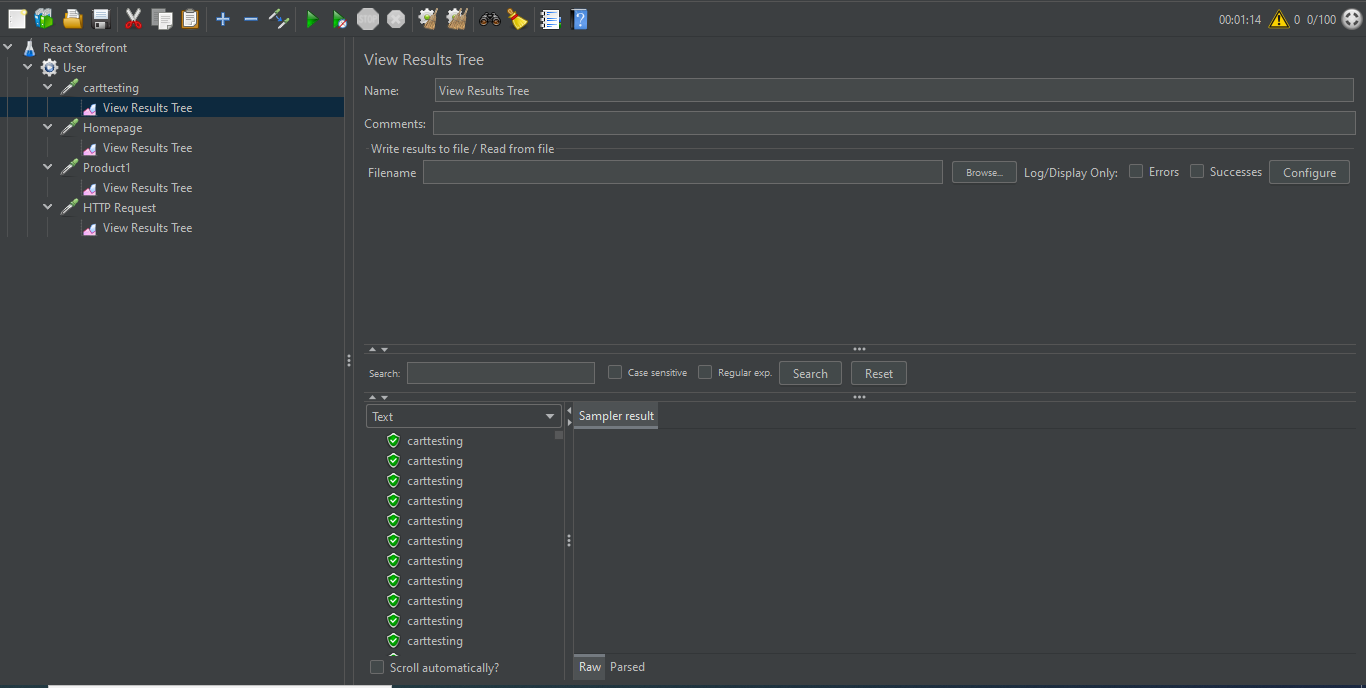 00:01:14 0 0/100
React Storefront
User
carttesting
View Results Tree
Homepage
View Results Tree
Product1
View Results Tree
HTTP Request
View Results Tree
View Results Tree
Name: View Results Tree
Comments:
Write results to file / Read from file
Filename Browse... Log/Display Only: Errors Successes Configure
Search: Case sensitive Regular exp. Search Reset
Text
Sampler result
carttesting
carttesting
carttesting
carttesting
carttesting
carttesting
carttesting
carttesting
carttesting
carttesting
carttesting
Scroll automatically?
Raw Parsed